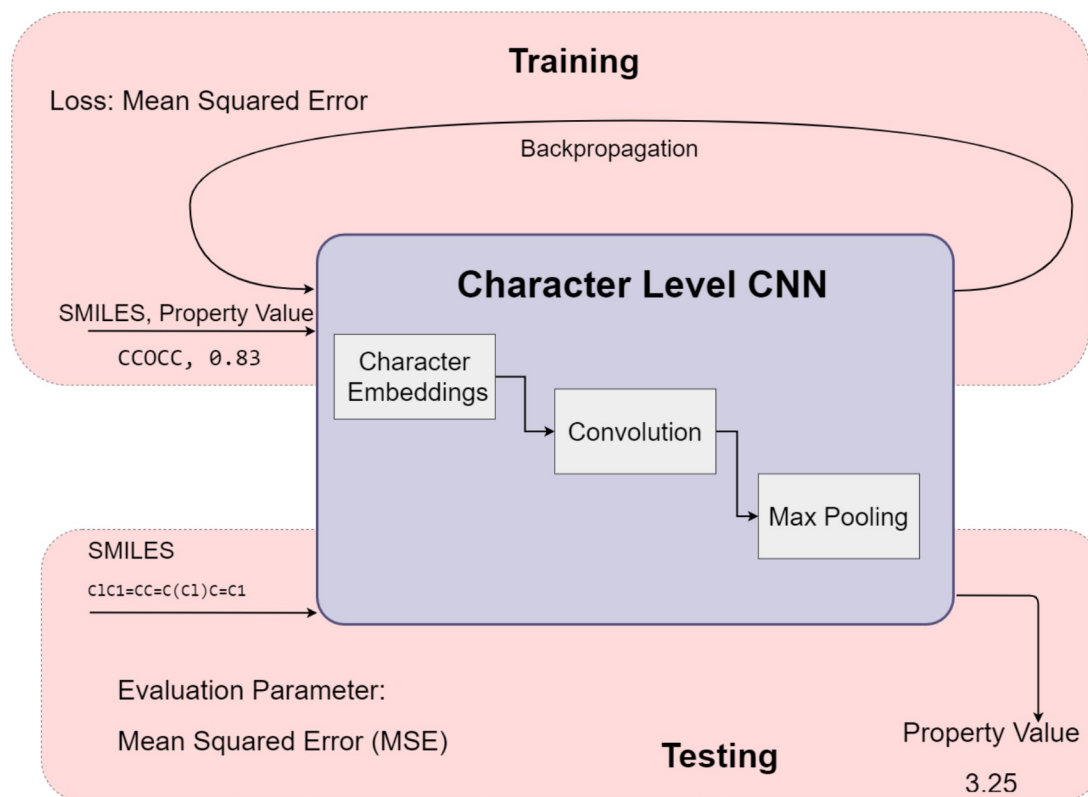 Training
Loss: Mean Squared Error
Backpropagation
Character Level CNN
SMILES, Property Value
CCOCC, 0.83
Character
Embeddings
Convolution
Max Pooling
SMILES
ClC1=CC=C(Cl)C=C1
Evaluation Parameter:
Mean Squared Error (MSE)
Testing
Property Value
3.25